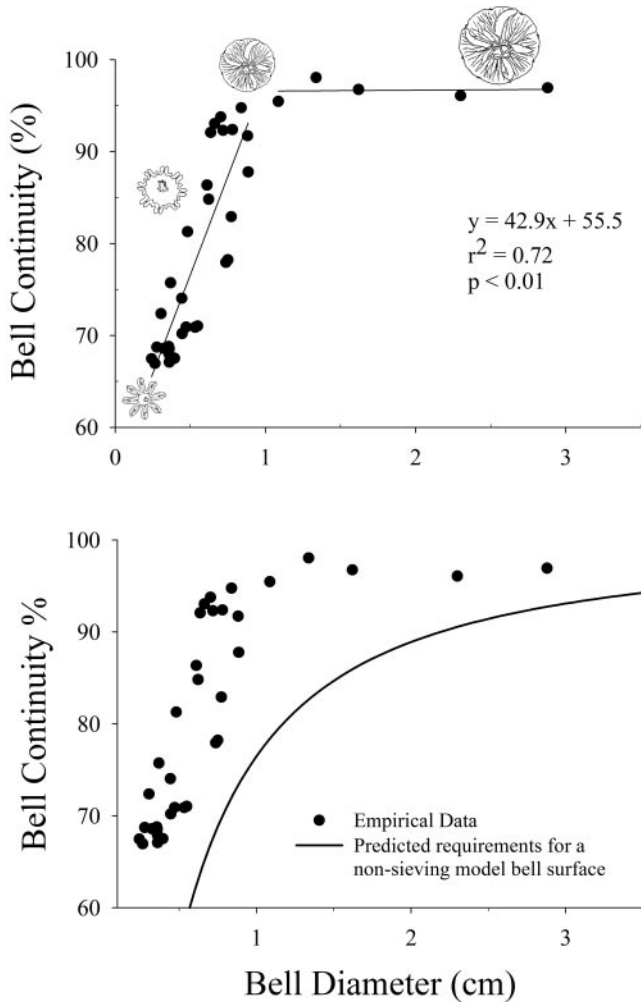 Bell Continuity (%)
100
90
80
70
60
y = 42.9x + 55.5
r2 = 0.72
p < 0.01
0 1 2 3
Bell Continuity %
100
90
80
70
60
Empirical Data
Predicted requirements for a
non-sieving model bell surface
1 2 3
Bell Diameter (cm)